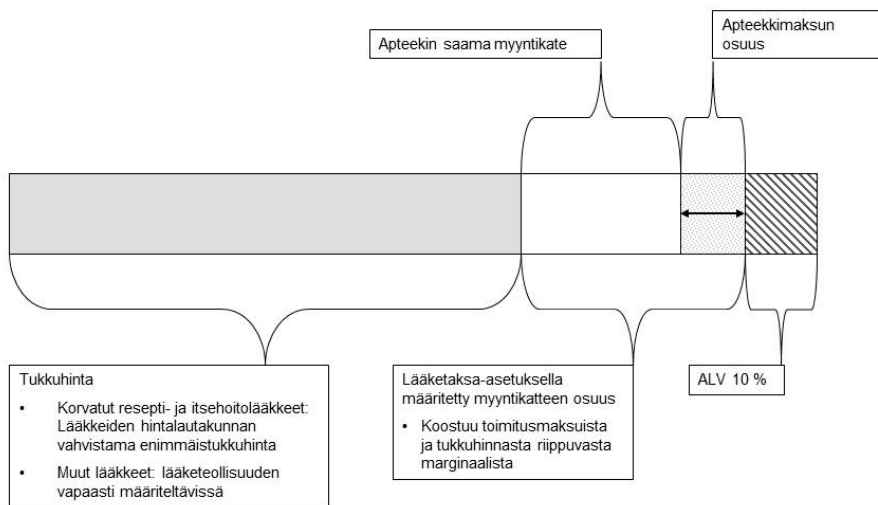 Apteekin saama myyntikate
Apteekkimaksun
osuus
Tukkuhinta
• Korvatut resepti- ja itsehoitolääkkeet:
Lääkkeiden hintalautakunnan
vahvistama enimmäistukkuhinta
• Muut lääkkeet: lääketeollisuuden
vapaasti määriteltävissä
Lääketaksa-asetuksella
määritetty myyntikatteen osuus
• Koostuu toimitusmaksuista
ja tukkuhinnasta riippuvasta
marginaalista
ALV 10 %